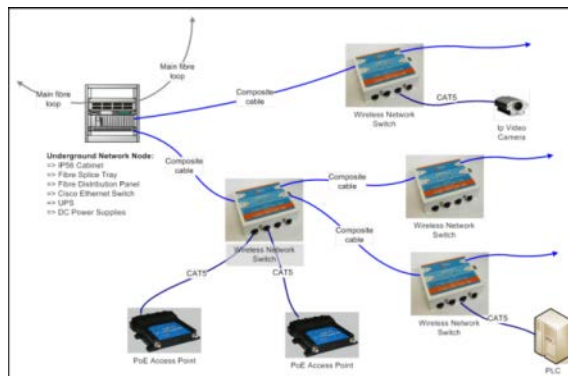 Main fibre
loop
Main fibre
loop
Composite
cable
Wireless Network
Switch
CAT5
Ip Video
Camera
Underground Network Node:
=> IP56 Cabinet
=> Fibre Splice Tray
=> Fibre Distribution Panel
=> Cisco Ethernet Switch
=> UPS
=> DC Power Supplies
Composite
cable
Composite
cable
Wireless Network
Switch
Wireless Network
Switch
Composite
cable
CAT5
CAT5
Wireless Network
Switch
CAT5
PoE Access Point
PoE Access Point
PLC